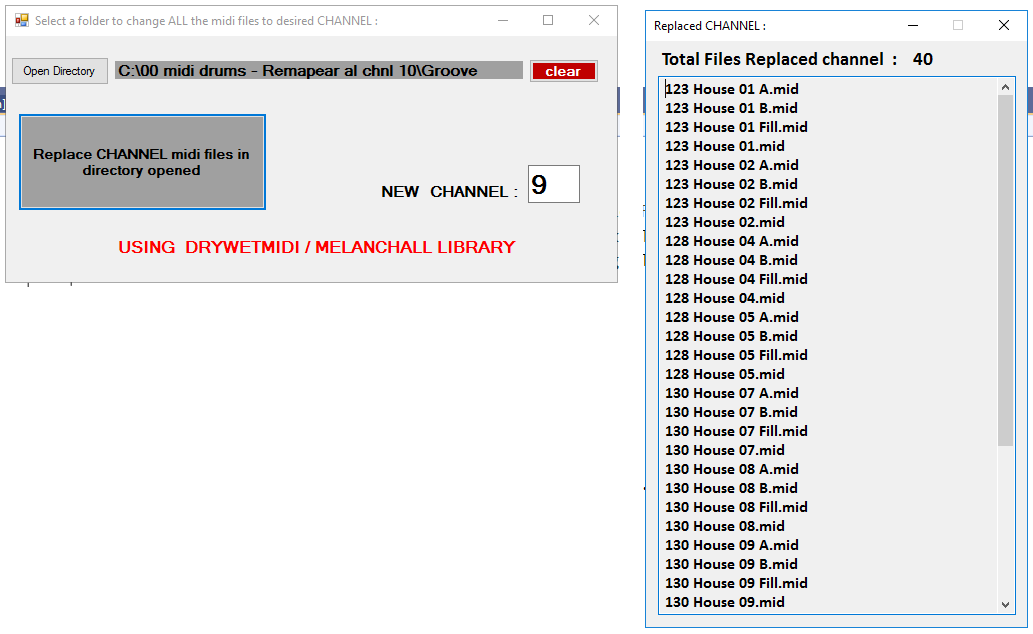 Select a folder to change ALL the midi files to desired CHANNEL :
Open Directory
C:\00 midi drums - Remapear al chnl 10\Groove
clear
Replace CHANNEL midi files in
directory opened
NEW CHANNEL :
9
USING DRYWETMIDI / MELANCHALL LIBRARY
Replaced CHANNEL :
Total Files Replaced channel : 40
123 House 01 A.mid
123 House 01 B.mid
123 House 01 Fill.mid
123 House 01.mid
123 House 02 A.mid
123 House 02 B.mid
123 House 02 Fill.mid
123 House 02.mid
128 House 04 A.mid
128 House 04 B.mid
128 House 04 Fill.mid
128 House 04.mid
128 House 05 A.mid
128 House 05 B.mid
128 House 05 Fill.mid
128 House 05.mid
130 House 07 A.mid
130 House 07 B.mid
130 House 07 Fill.mid
130 House 07.mid
130 House 08 A.mid
130 House 08 B.mid
130 House 08 Fill.mid
130 House 08.mid
130 House 09 A.mid
130 House 09 B.mid
130 House 09 Fill.mid
130 House 09.mid